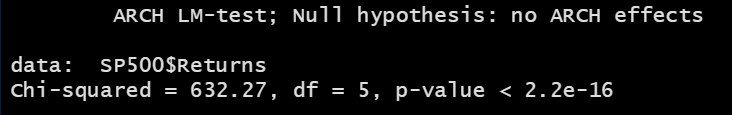 ARCH LM-test; Null hypothesis: no ARCH effects
data:  SP500$Returns
Chi-squared = 632.27, df = 5, p-value < 2.2e-16